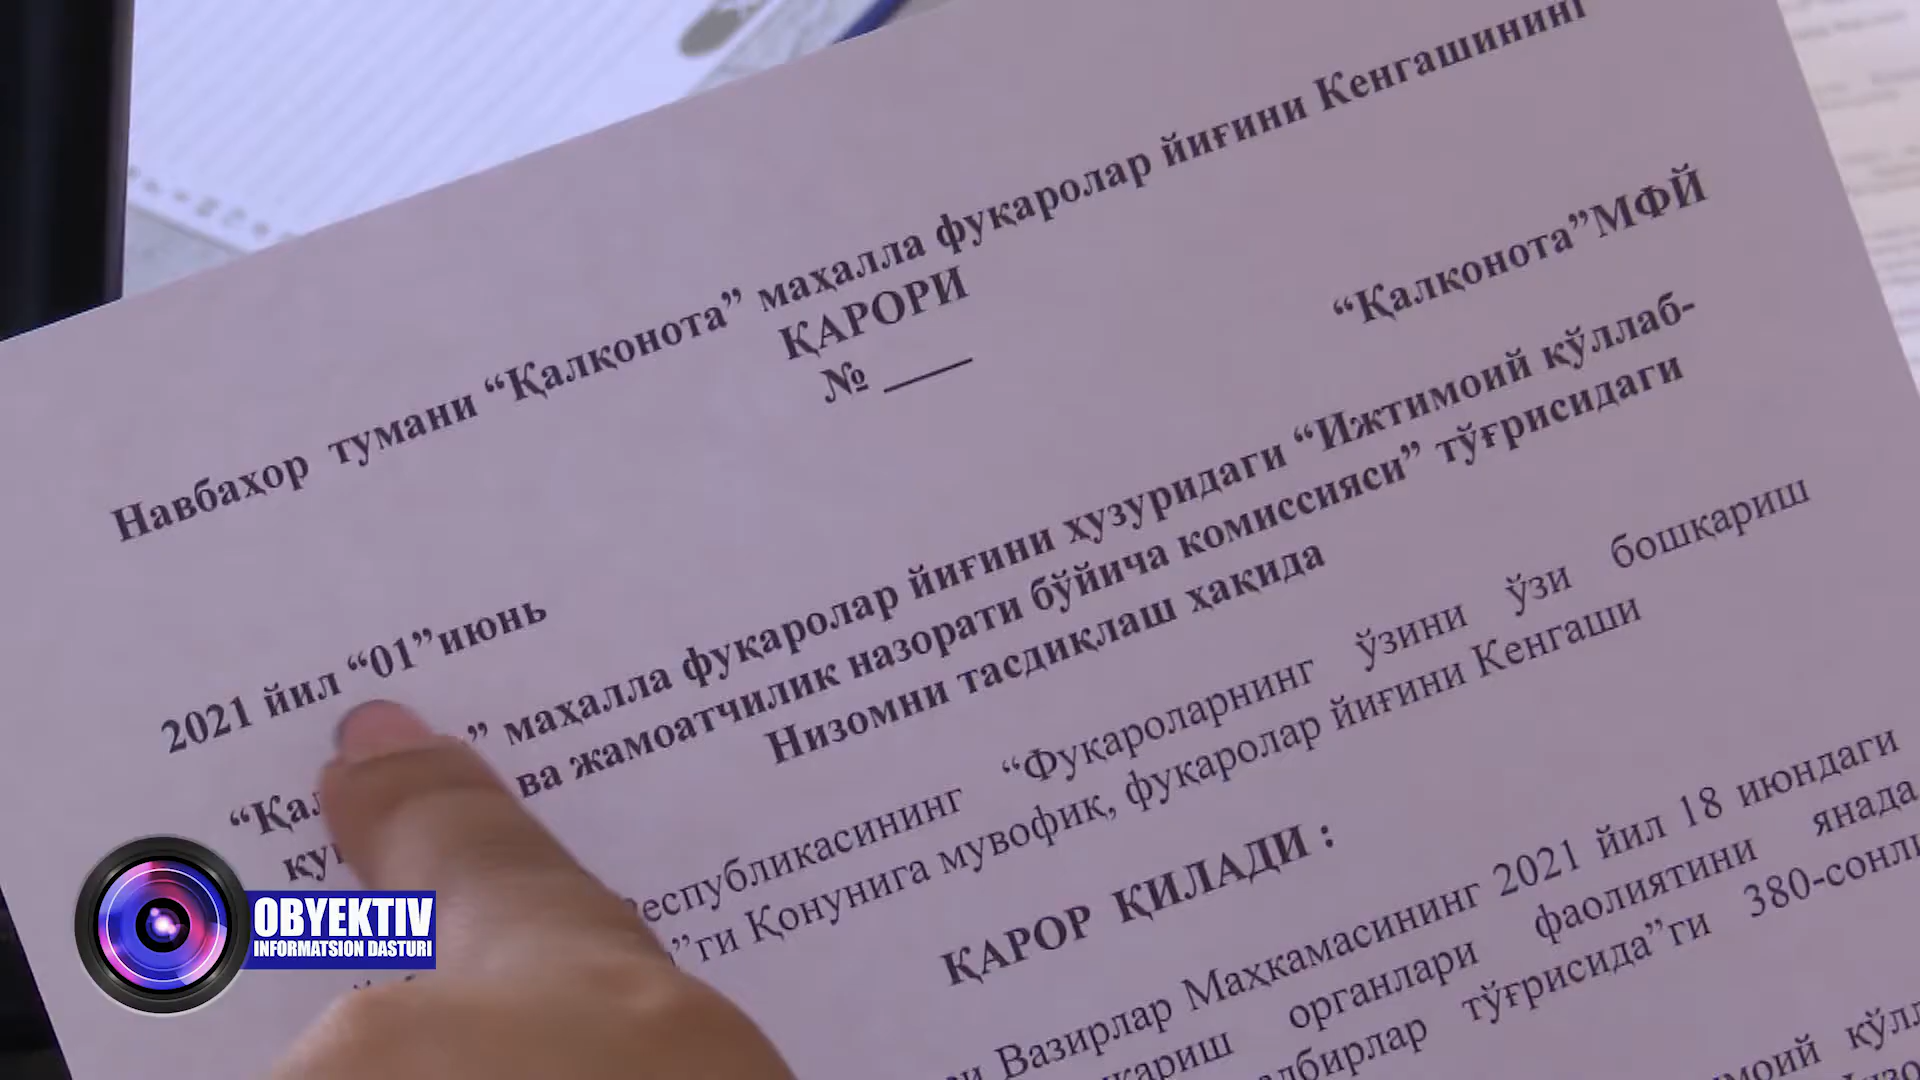 Навбаҳор тумани “Қалқонота” маҳалла фуқаролар йиғини Кенгашининг
ҚАРОРИ
№ ____
2021 йил “01”июнь
“Қалқонота”МФЙ
“Қал ” маҳалла фуқаролар йиғини ҳузуридаги “Ижтимоий қўллаб-
ва жамоатчилик назорати бўйича комиссияси” тўғрисидаги
Низомни тасдиқлаш ҳақида
Республикасининг “Фуқароларнинг ўзини ўзи бошқариш
”ги Қонунига мувофиқ, фуқаролар йиғини Кенгаши
ҚАРОР ҚИЛАДИ :
Вазирлар Маҳкамасининг 2021 йил 18 июндаги
органлари фаолиятини янада
тўғрисида”ги 380-сонли
OBYEKTIV
INFORMATSION DASTURI